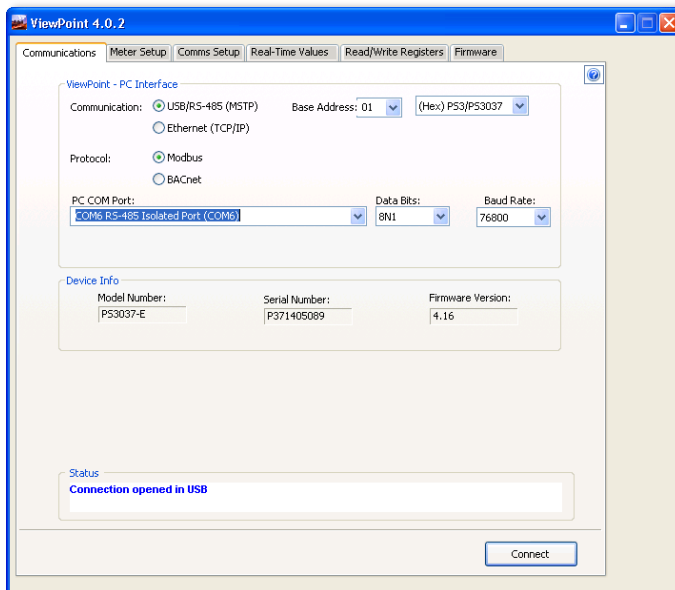 ViewPoint 4.0.2
Communications Meter Setup Comms Setup Real-Time Values Read/Write Registers Firmware
ViewPoint - PC Interface
Communication: USB/RS-485 (MSTP) Base Address: 01 (Hex) PS3/PS3037
Ethernet (TCP/IP)
Protocol: Modbus
BACnet
PC COM Port: Data Bits: Baud Rate:
COM6 RS-485 Isolated Port (COM6) 8N1 76800
Device Info
Model Number: Serial Number: Firmware Version:
PS3037-E P371405089 4.16
Status
Connection opened in USB
Connect